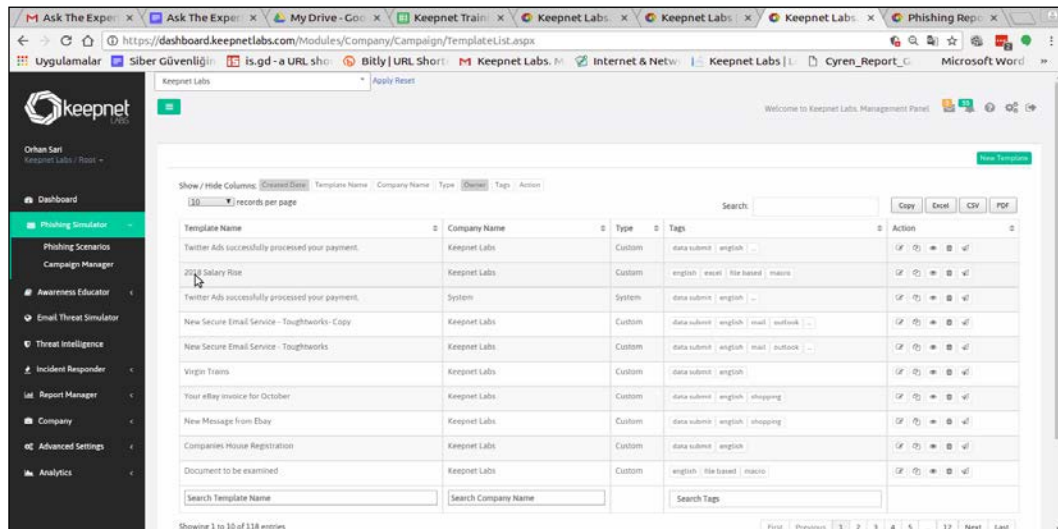 Ask The Exper Ask The Exper My Drive - Goo Keepnet Train Keepnet Labs Keepnet Labs Keepnet Labs Phishing Repo
https://dashboard.keepnetlabs.com/Modules/Company/Campaign/TemplateList.aspx
Uygulamalar Siber Güvenliğin is.gd - a URL sho Bitly | URL Short Keepnet Labs. M Internet & Netw Keepnet Labs | L Cyren_Report_G Microsoft Word »
Keepnet Labs Apply Reset
keepnet LABS
Welcome to Keepnet Labs. Management Panel
Orhan Sari
Keepnet Labs / Root
New Template
Show / Hide Columns: Created Date Template Name Company Name Type Owner Tags Action
10 records per page Search: Copy Excel CSV PDF
Dashboard
Phishing Simulator
Phishing Scenarios
Campaign Manager
Awareness Educator
Email Threat Simulator
Threat Intelligence
Incident Responder
Report Manager
Company
Advanced Settings
Analytics
Template Name Company Name Type Tags Action
Twitter Ads successfully processed your payment. Keepnet Labs Custom data submit english ...
2018 Salary Rise Keepnet Labs Custom english excel file based macro
Twitter Ads successfully processed your payment. System System data submit english ...
New Secure Email Service - Toughtworks- Copy Keepnet Labs Custom data submit english mail outlook ...
New Secure Email Service - Toughtworks Keepnet Labs Custom data submit english mail outlook ...
Virgin Trains Keepnet Labs Custom data submit english
Your eBay invoice for October Keepnet Labs Custom data submit english shopping
New Message from Ebay Keepnet Labs Custom data submit english shopping
Companies House Registration Keepnet Labs Custom data submit english
Document to be examined Keepnet Labs Custom english file based macro
Search Template Name Search Company Name Search Tags
Showing 1 to 10 of 118 entries First Previous 1 2 3 4 5 ... 12 Next Last